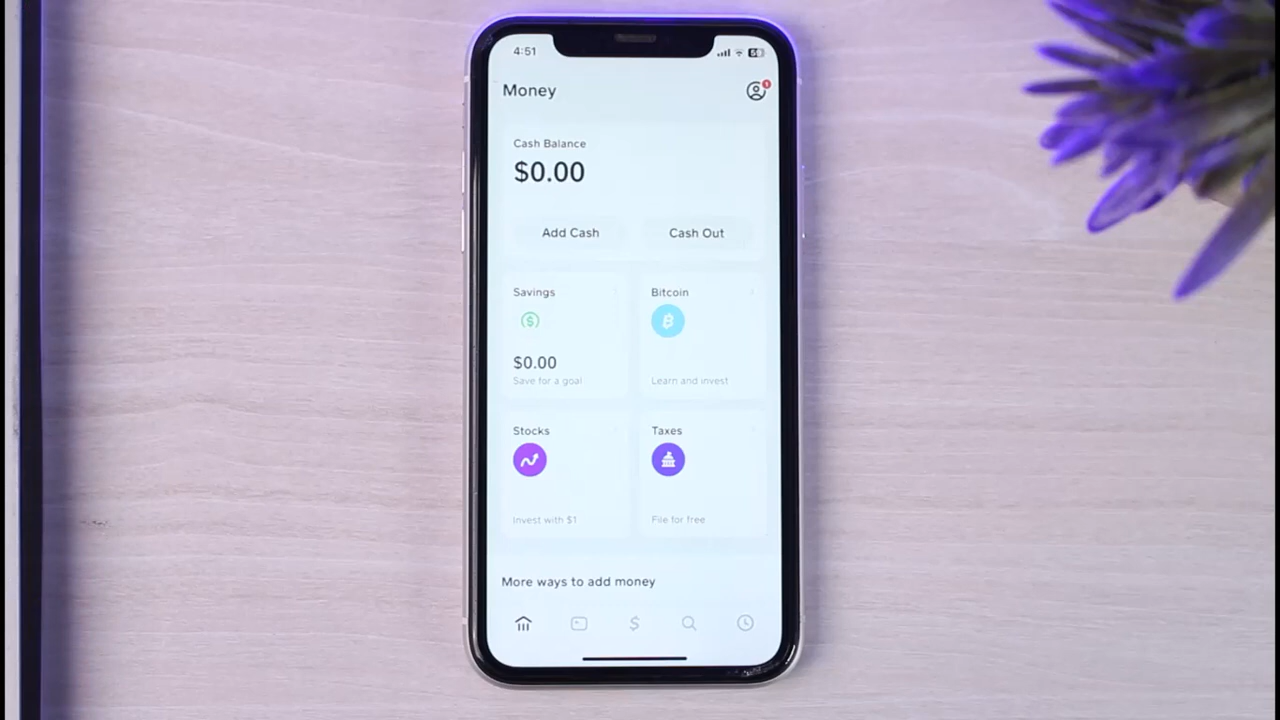 4:51
Money
1
Cash Balance
$0.00
Add Cash
Cash Out
Savings
Bitcoin
$0.00
Save for a goal
Learn and invest
Stocks
Taxes
Invest with $1
File for free
More ways to add money